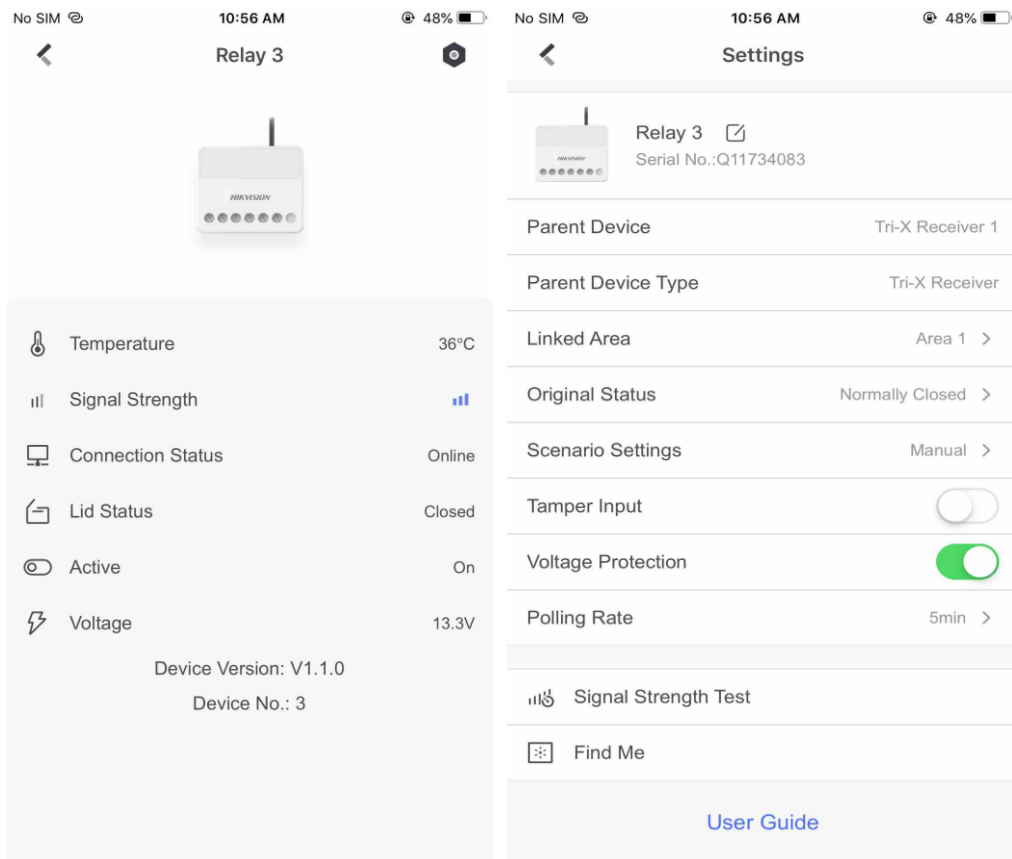 No SIM 10:56 AM 48%
Relay 3
HIKVISION
Temperature 36°C
Signal Strength
Connection Status Online
Lid Status Closed
Active On
Voltage 13.3V
Device Version: V1.1.0
Device No.: 3
No SIM 10:56 AM 48%
Settings
HIKVISION
Relay 3
Serial No.:Q11734083
Parent Device Tri-X Receiver 1
Parent Device Type Tri-X Receiver
Linked Area Area 1
Original Status Normally Closed
Scenario Settings Manual
Tamper Input
Voltage Protection
Polling Rate 5min
Signal Strength Test
Find Me
User Guide